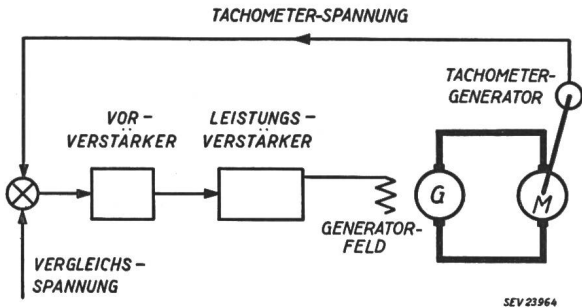 TACHOMETER-SPANNUNG
TACHOMETER-
GENERATOR
VOR-
VERSTÄRKER
LEISTUNGS-
VERSTÄRKER
G
M
GENERATOR-
FELD
VERGLEICHS-
SPANNUNG
SEV 23964